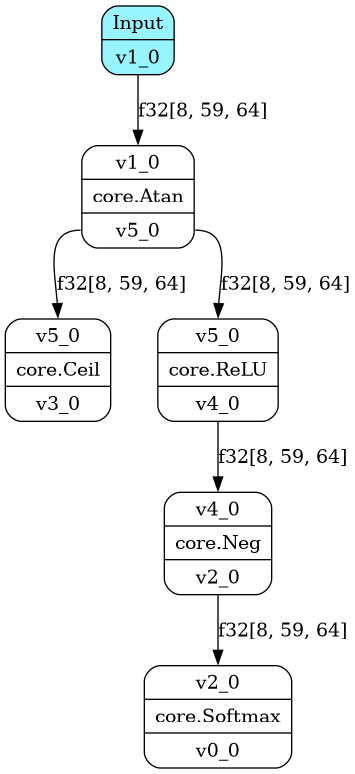 Input
v1_0
f32[8, 59, 64]
v1_0
core.Atan
v5_0
f32[8, 59, 64]
f32[8, 59, 64]
v5_0
core.Ceil
v3_0
v5_0
core.ReLU
v4_0
f32[8, 59, 64]
v4_0
core.Neg
v2_0
f32[8, 59, 64]
v2_0
core.Softmax
v0_0